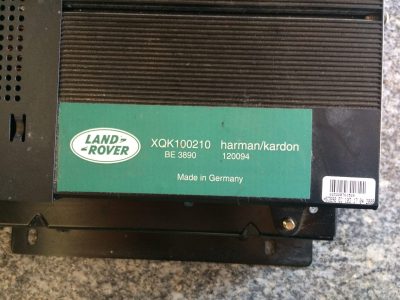 LAND
ROVER
XQK100210 harman/kardon
BE 3890 120094
Made in Germany